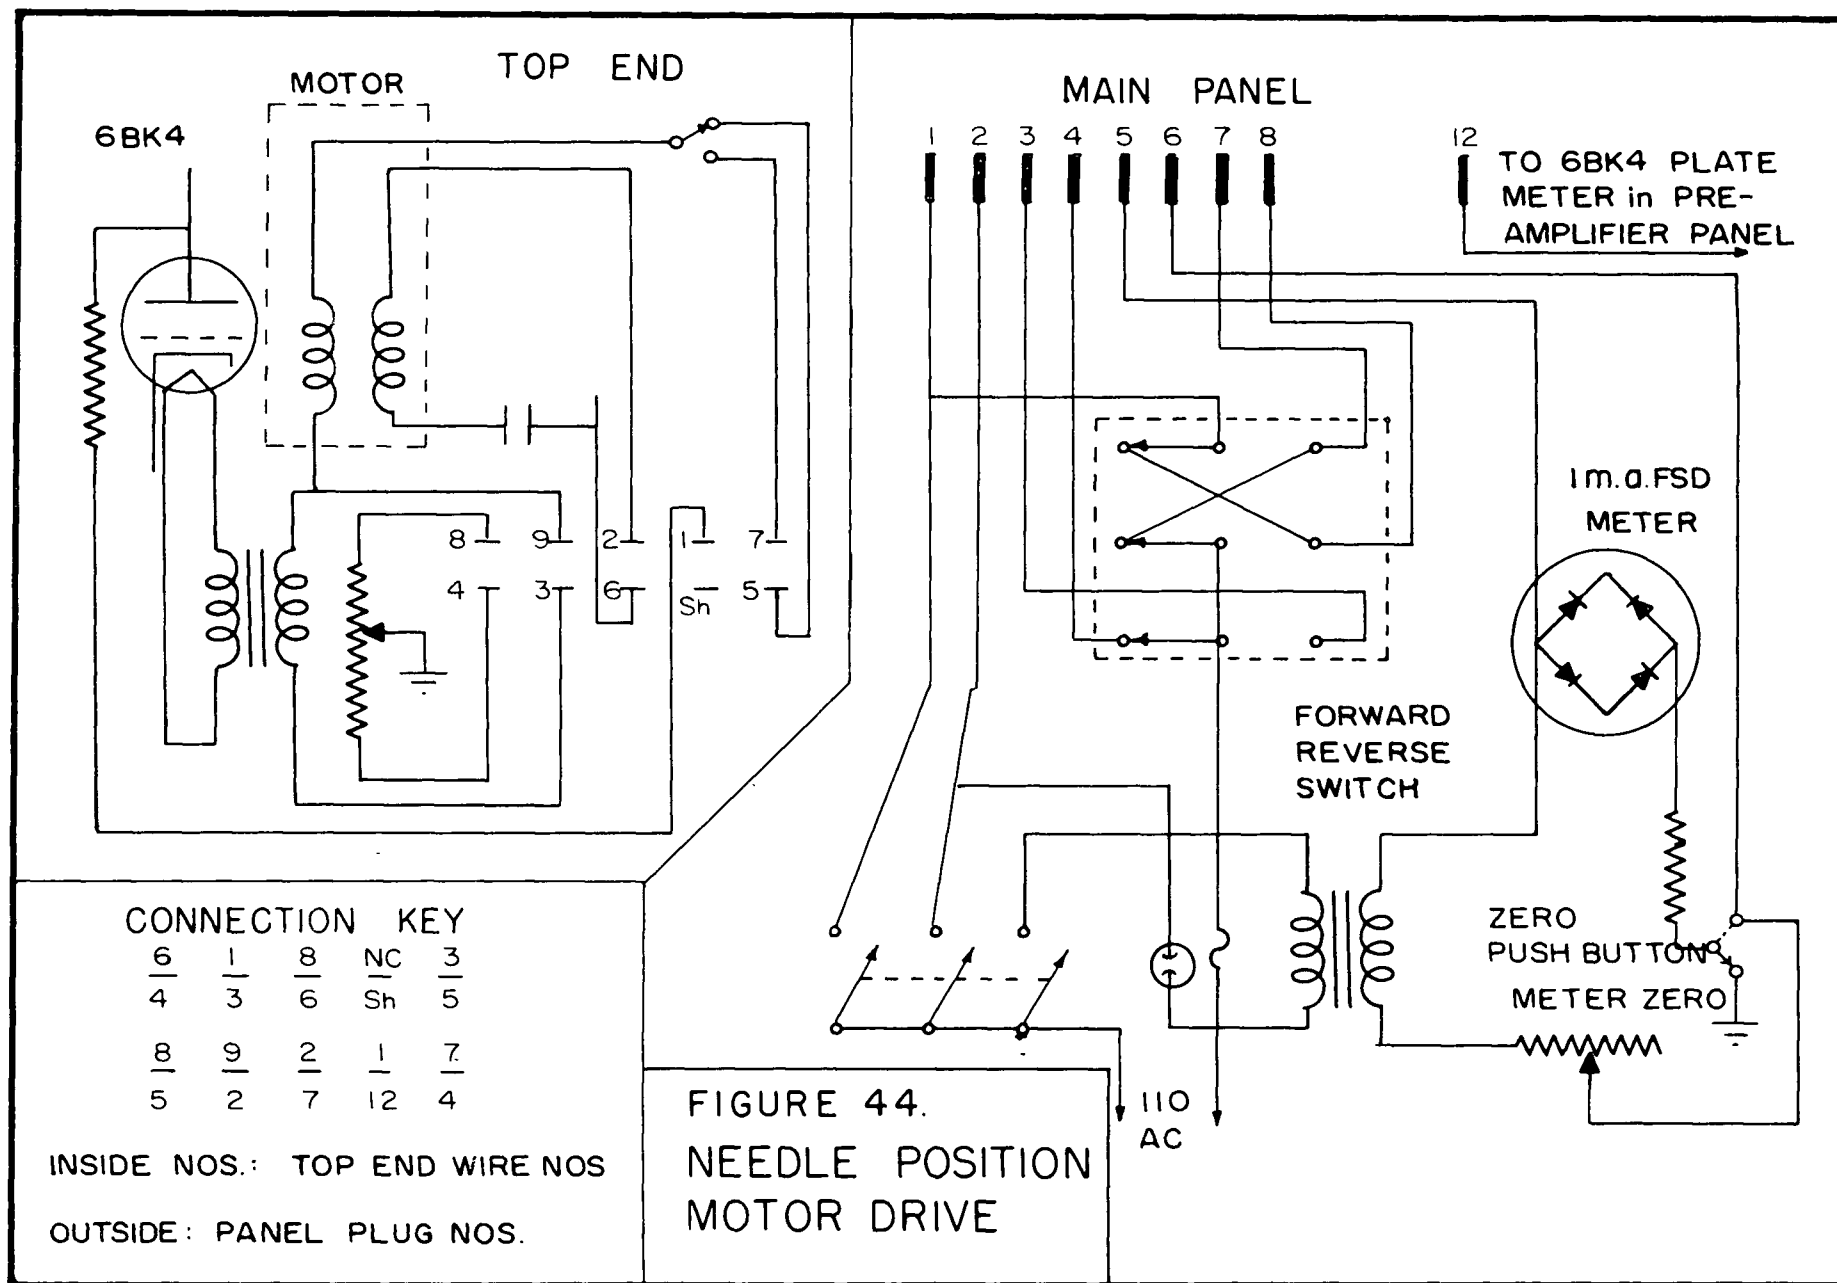 TOP END
MOTOR
6BK4
8 9 2 1 7
4 3 6 Sh 5
MAIN PANEL
1 2 3 4 5 6 7 8 12
TO 6BK4 PLATE
METER in PRE-
AMPLIFIER PANEL
1 m.a. FSD
METER
FORWARD
REVERSE
SWITCH
ZERO
PUSH BUTTON
METER ZERO
110
AC
CONNECTION KEY
6 1 8 NC 3
4 3 6 Sh 5
8 9 2 1 7
5 2 7 12 4
INSIDE NOS.: TOP END WIRE NOS
OUTSIDE: PANEL PLUG NOS.
FIGURE 44.
NEEDLE POSITION
MOTOR DRIVE